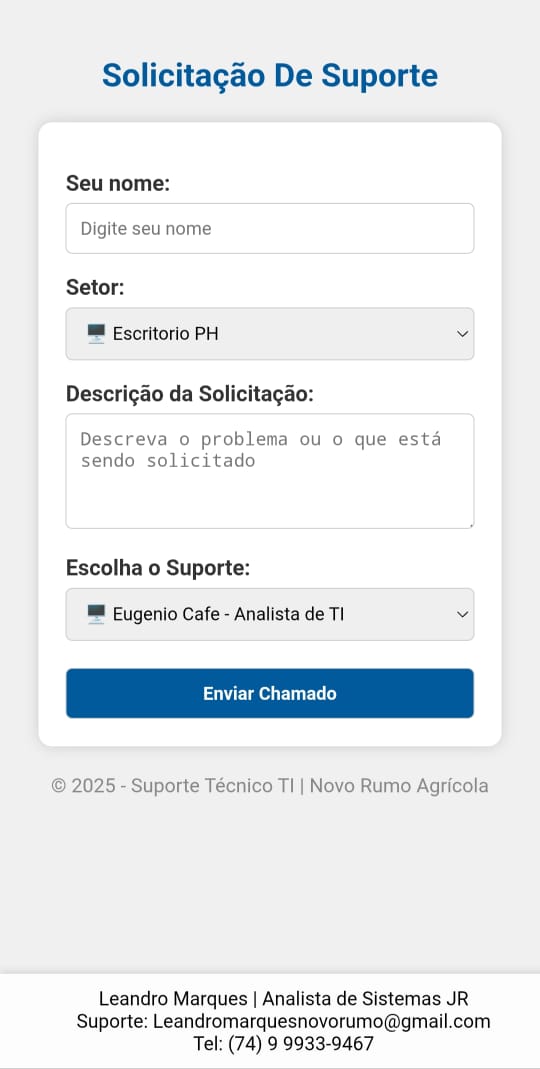 Solicitação De Suporte
Seu nome:
Digite seu nome
Setor:
🖥️ Escritorio PH
Descrição da Solicitação:
Descreva o problema ou o que está
sendo solicitado
Escolha o Suporte:
🖥️ Eugenio Cafe - Analista de TI
Enviar Chamado
© 2025 - Suporte Técnico TI | Novo Rumo Agrícola
Leandro Marques | Analista de Sistemas JR
Suporte: Leandromarquesnovorumo@gmail.com
Tel: (74) 9 9933-9467